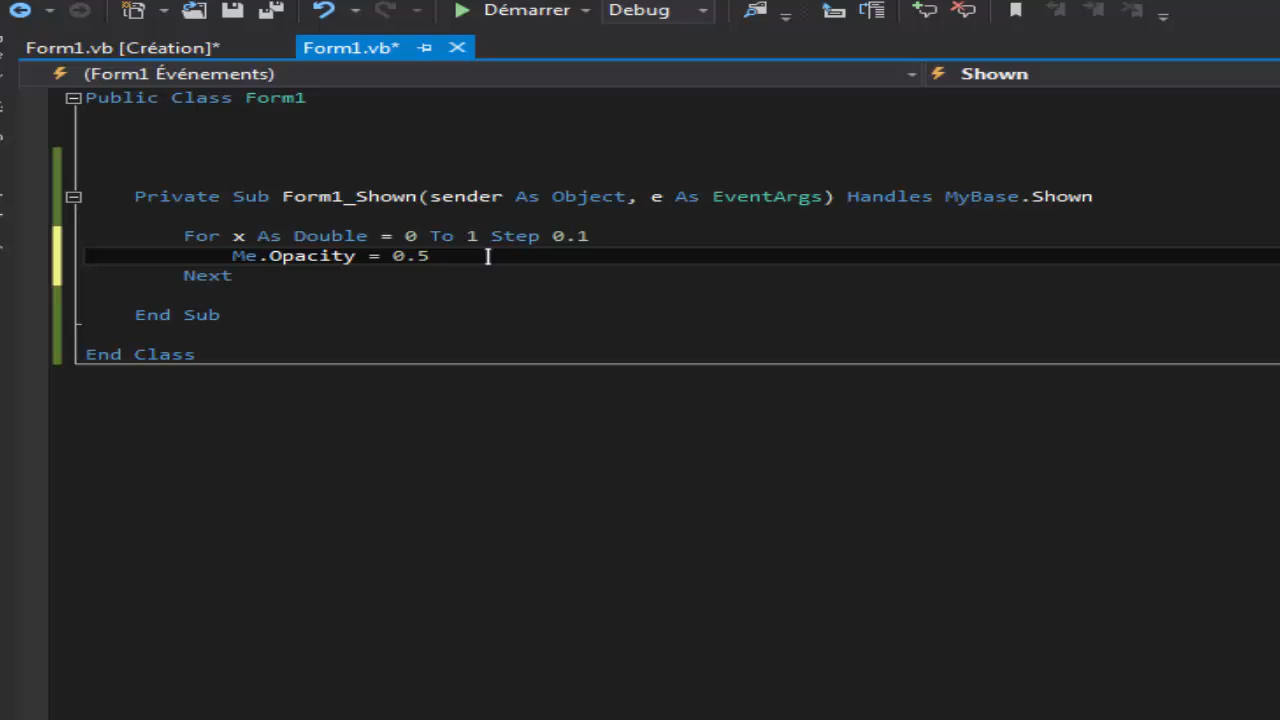 Démarrer Debug
Form1.vb [Création]* Form1.vb*
(Form1 Événements) Shown
Public Class Form1
Private Sub Form1_Shown(sender As Object, e As EventArgs) Handles MyBase.Shown
For x As Double = 0 To 1 Step 0.1
Me.Opacity = 0.5
Next
End Sub
End Class